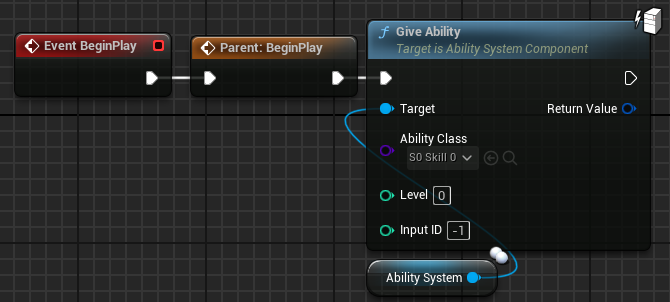 Event BeginPlay
Parent: BeginPlay
Give Ability
Target is Ability System Component
Target
Return Value
Ability Class
S0 Skill 0
Level 0
Input ID -1
Ability System